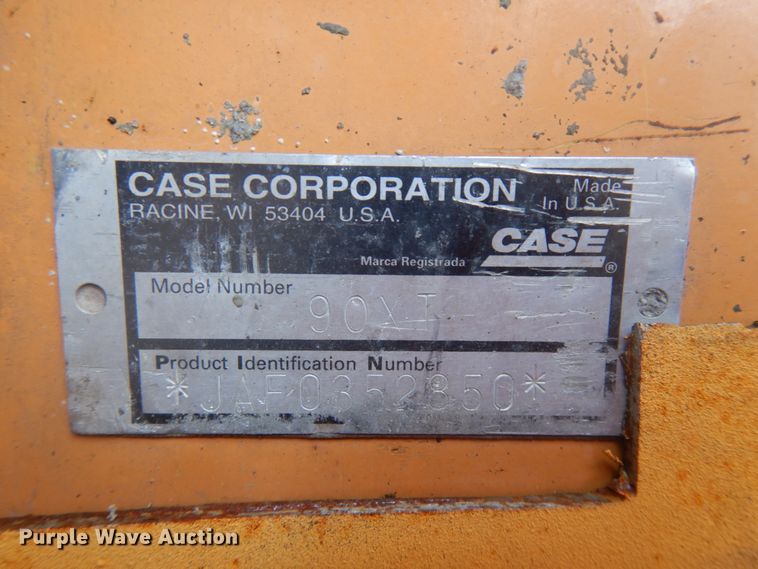 CASE CORPORATION
RACINE, WI 53404 U.S.A.
Made
In U.S.A.
CASE
®
Marca Registrada
Model Number
90XT
Product Identification Number
*JAF0352850*
Purple Wave Auction